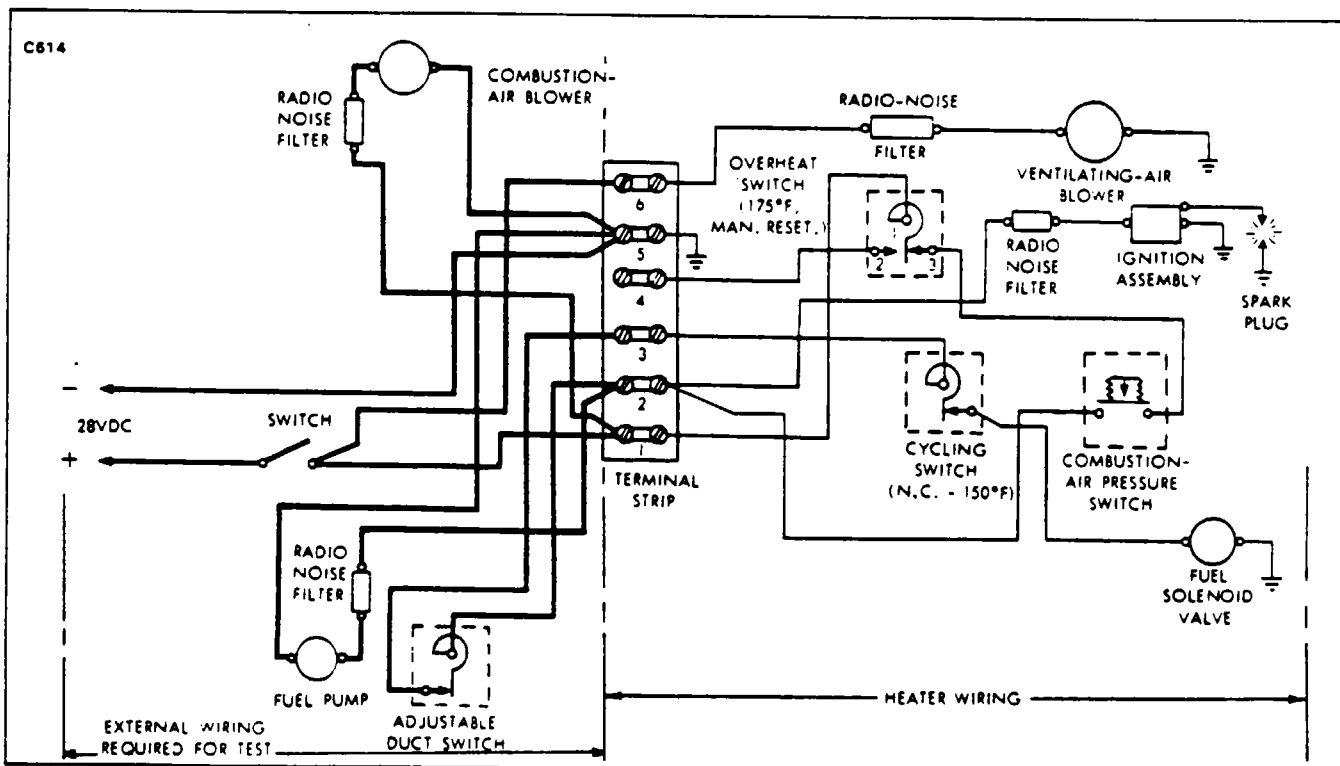 C614
COMBUSTION-
AIR BLOWER
RADIO
NOISE
FILTER
RADIO-NOISE
FILTER
VENTILATING-AIR
BLOWER
OVERHEAT
SWITCH
(175°F,
MAN. RESET.)
1
2
3
RADIO
NOISE
FILTER
IGNITION
ASSEMBLY
SPARK
PLUG
6
5
4
3
2
1
TERMINAL
STRIP
−
28VDC
+
SWITCH
CYCLING
SWITCH
(N.C. - 150°F)
COMBUSTION-
AIR PRESSURE
SWITCH
FUEL
SOLENOID
VALVE
RADIO
NOISE
FILTER
FUEL PUMP
ADJUSTABLE
DUCT SWITCH
EXTERNAL WIRING
REQUIRED FOR TEST
HEATER WIRING